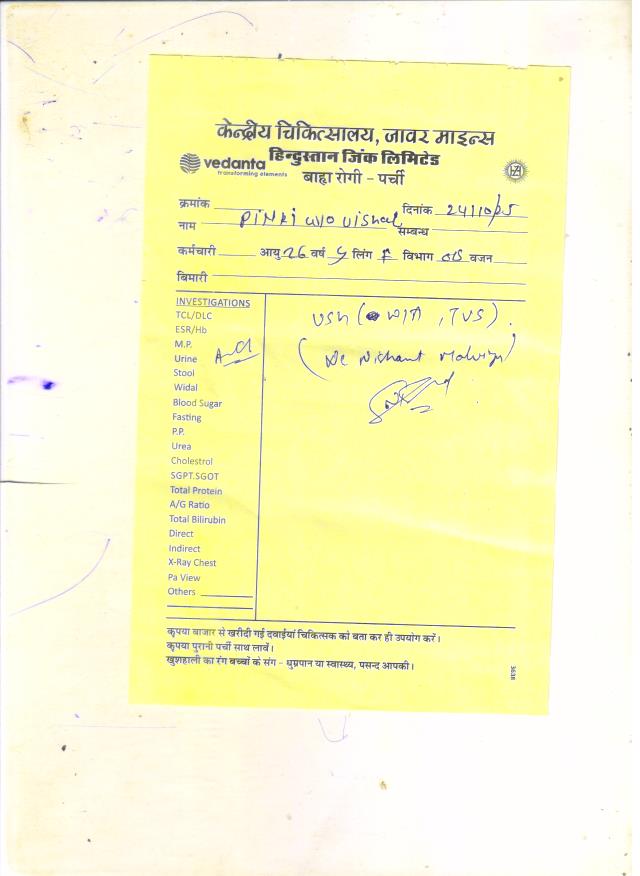 केन्द्रीय चिकित्सालय, जावर माइन्स
हिन्दुस्तान जिंक लिमिटेड
vedanta
transforming elements
बाह्य रोगी - पर्ची
HZL
क्रमांक दिनांक 24/10/25
नाम Pinki w/o Vishal सम्बन्ध
कर्मचारी आयु 26 वर्ष लिंग F विभाग वजन
बिमारी
INVESTIGATIONS
TCL/DLC
ESR/Hb
M.P.
Urine
Stool
Widal
Blood Sugar
Fasting
P.P.
Urea
Cholestrol
SGPT.SGOT
Total Protein
A/G Ratio
Total Bilirubin
Direct
Indirect
X-Ray Chest
Pa View
Others
(W/A, TVS).
(Dr Nishant
कृपया बाजार से खरीदी गई दवाईयां चिकित्सक को बता कर ही उपयोग करें।
कृपया पुरानी पर्ची साथ लावें।
खुशहाली का रंग बच्चों के संग - धुम्रपान या स्वास्थ्य, पसन्द आपकी।
3638